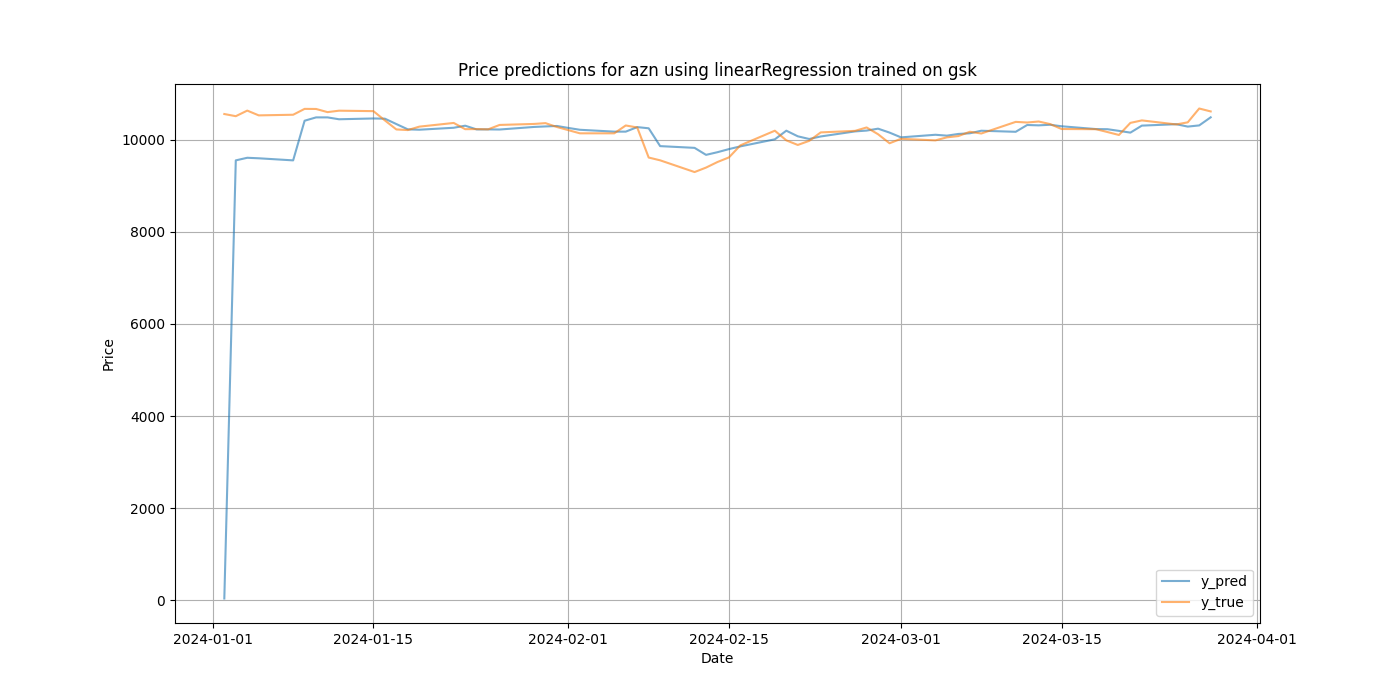 Price predictions for azn using linearRegression trained on gsk
10000
8000
6000
4000
2000
0
Price
2024-01-01 2024-01-15 2024-02-01 2024-02-15 2024-03-01 2024-03-15 2024-04-01
Date
y_pred
y_true